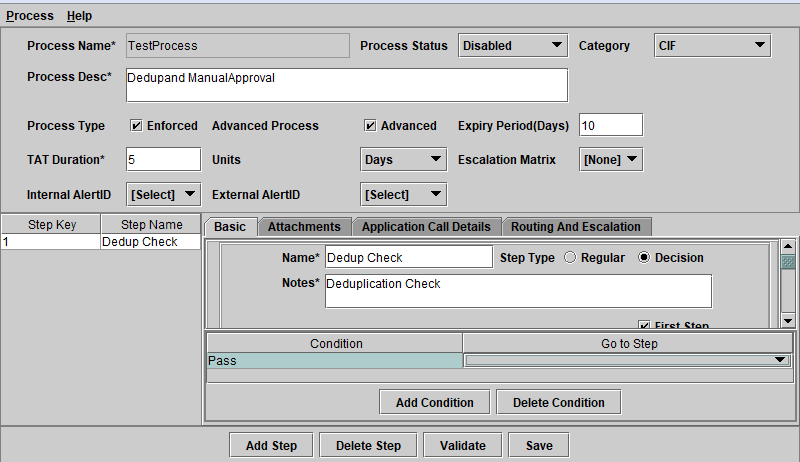 Process Help
Process Name* TestProcess Process Status Disabled Category CIF
Process Desc* Dedupand ManualApproval
Process Type Enforced Advanced Process Advanced Expiry Period(Days) 10
TAT Duration* 5 Units Days Escalation Matrix [None]
Internal AlertID [Select] External AlertID [Select]
Step Key Step Name Basic Attachments Application Call Details Routing And Escalation
1 Dedup Check
Name* Dedup Check Step Type Regular Decision
Notes* Deduplication Check
First Step
Condition Go to Step
Pass
Add Condition Delete Condition
Add Step Delete Step Validate Save